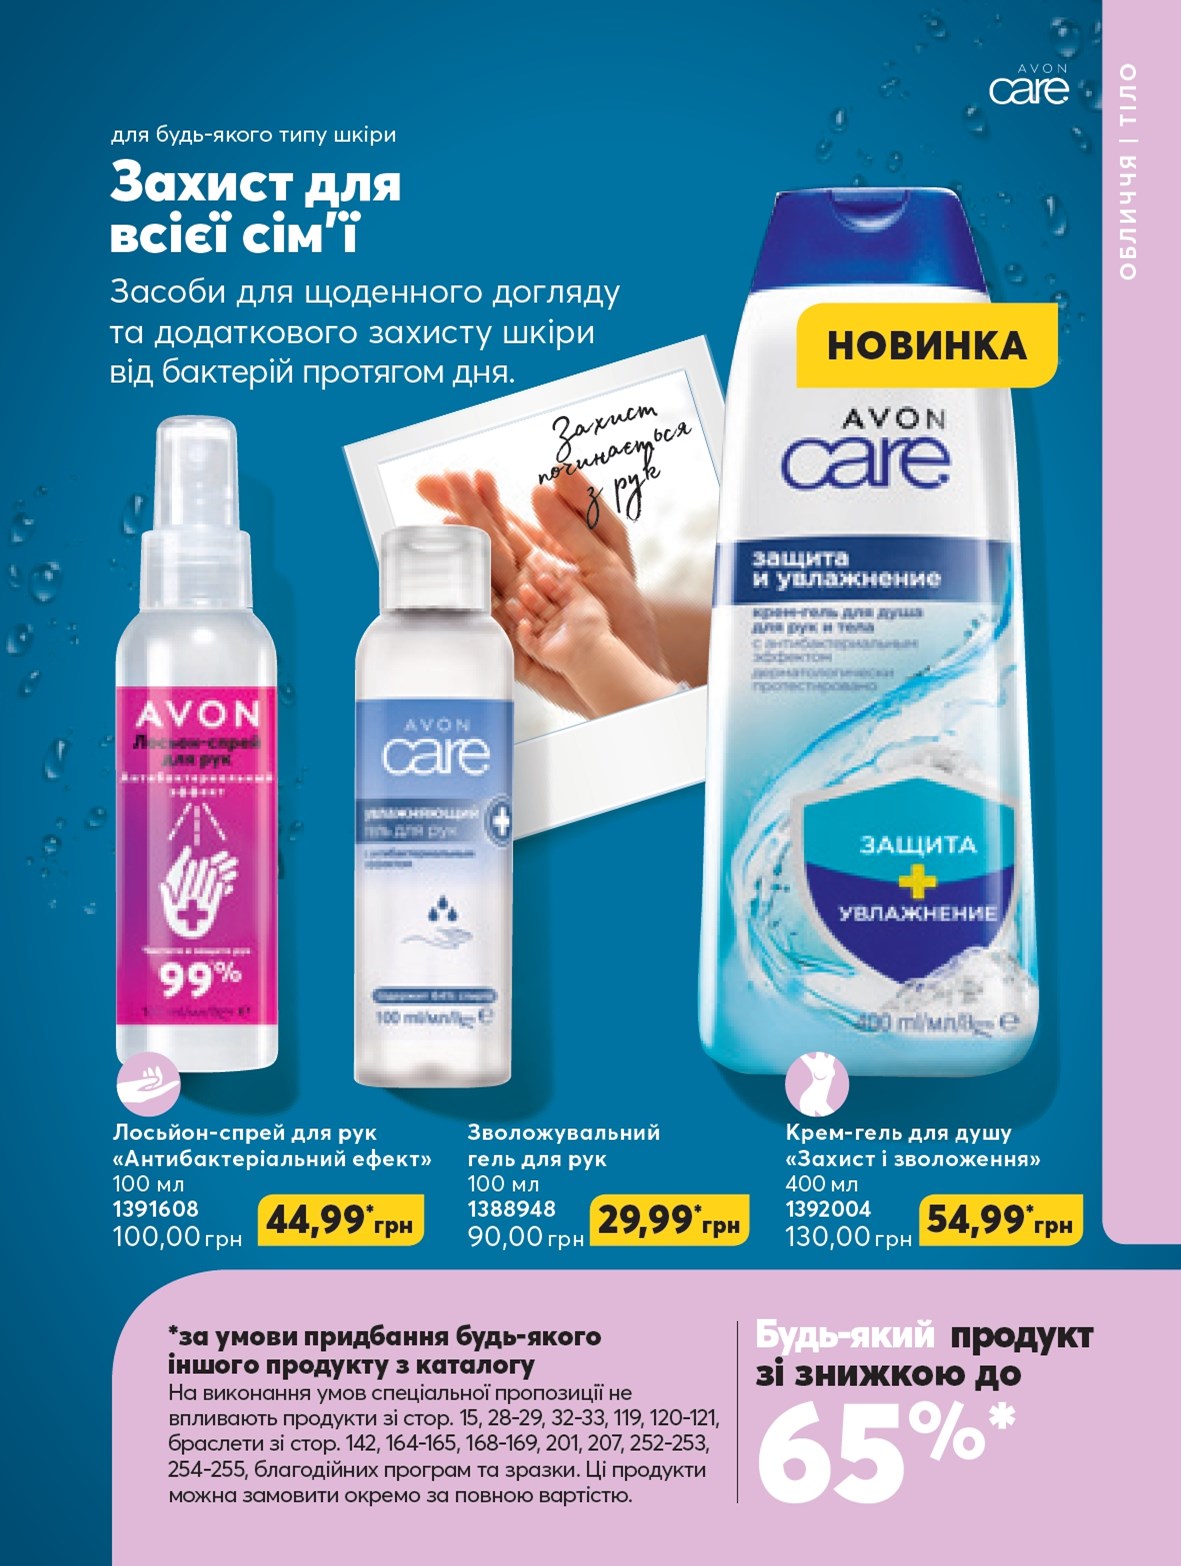 AVON
care
ОБЛИЧЧЯ | ТІЛО
для будь-якого типу шкіри
Захист для
всієї сім'ї
Засоби для щоденного догляду
та додаткового захисту шкіри
від бактерій протягом дня.
НОВИНКА
Захист
починається
з рук
AVON
care
защита
и увлажнение
крем-гель для душа
для рук и тела
с антибактериальным
эффектом
дерматологически
протестировано
ЗАЩИТА
УВЛАЖНЕНИЕ
400 ml/мл/
AVON
Лосьон-спрей
для рук
Антибактериальный
эффект
99%
AVON
care
увлажняющий
гель для рук
с антибактериальным
эффектом
содержит 64% спирта
100 ml/мл/
Лосьйон-спрей для рук
«Антибактеріальний ефект»
100 мл
1391608
100,00 грн
44,99* грн
Зволожувальний
гель для рук
100 мл
1388948
90,00 грн
29,99* грн
Крем-гель для душу
«Захист і зволоження»
400 мл
1392004
130,00 грн
54,99* грн
*за умови придбання будь-якого
іншого продукту з каталогу
На виконання умов спеціальної пропозиції не
впливають продукти зі стор. 15, 28-29, 32-33, 119, 120-121,
браслети зі стор. 142, 164-165, 168-169, 201, 207, 252-253,
254-255, благодійних програм та зразки. Ці продукти
можна замовити окремо за повною вартістю.
Будь-який продукт
зі знижкою до
65%*